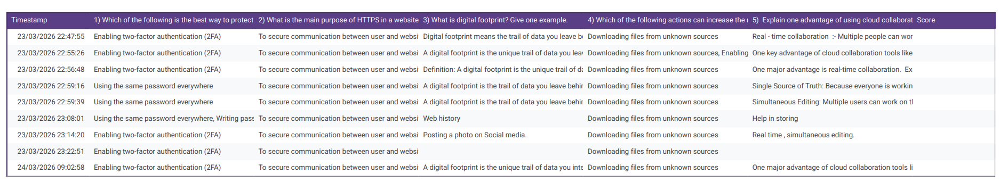 Timestamp 1) Which of the following is the best way to protect 2) What is the main purpose of HTTPS in a website 3) What is digital footprint? Give one example. 4) Which of the following actions can increase the 5) Explain one advantage of using cloud collaborat Score
23/03/2026 22:47:55 Enabling two-factor authentication (2FA) To secure communication between user and websi Digital footprint means the trail of data you leave be Downloading files from unknown sources Real - time collaboration :- Multiple people can wor
23/03/2026 22:55:26 Enabling two-factor authentication (2FA) To secure communication between user and websi A digital footprint is the unique trail of data you leav Downloading files from unknown sources, Enabling One key advantage of cloud collaboration tools like
23/03/2026 22:56:48 Enabling two-factor authentication (2FA) To secure communication between user and websi Definition: A digital footprint is the unique trail of da Downloading files from unknown sources One major advantage is real-time collaboration. Ex
23/03/2026 22:59:16 Using the same password everywhere To secure communication between user and websi A digital footprint is the trail of data you leave behin Downloading files from unknown sources Single Source of Truth: Because everyone is workin
23/03/2026 22:59:39 Using the same password everywhere To secure communication between user and websi A digital footprint is the trail of data you leave behin Downloading files from unknown sources Simultaneous Editing: Multiple users can work on
23/03/2026 23:08:01 Using the same password everywhere, Writing pass To secure communication between user and websi Web history Downloading files from unknown sources Help in storing
23/03/2026 23:14:20 Enabling two-factor authentication (2FA) To secure communication between user and websi Posting a photo on Social media. Downloading files from unknown sources Real time , simultaneous editing.
23/03/2026 23:22:51 Enabling two-factor authentication (2FA) To secure communication between user and websi Downloading files from unknown sources
24/03/2026 09:02:58 Enabling two-factor authentication (2FA) To secure communication between user and websi A digital footprint is the unique trail of data you inte Downloading files from unknown sources One major advantage of cloud collaboration tools li